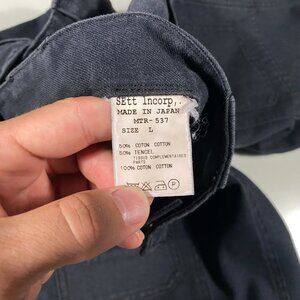 SEtt Incorp,.
MADE IN JAPAN
MTR-537
SIZE L
50% COTON COTTON
50% TENCEL
TISSUS COMPLEMENTAIRES
PARTS
100% COTON COTTON